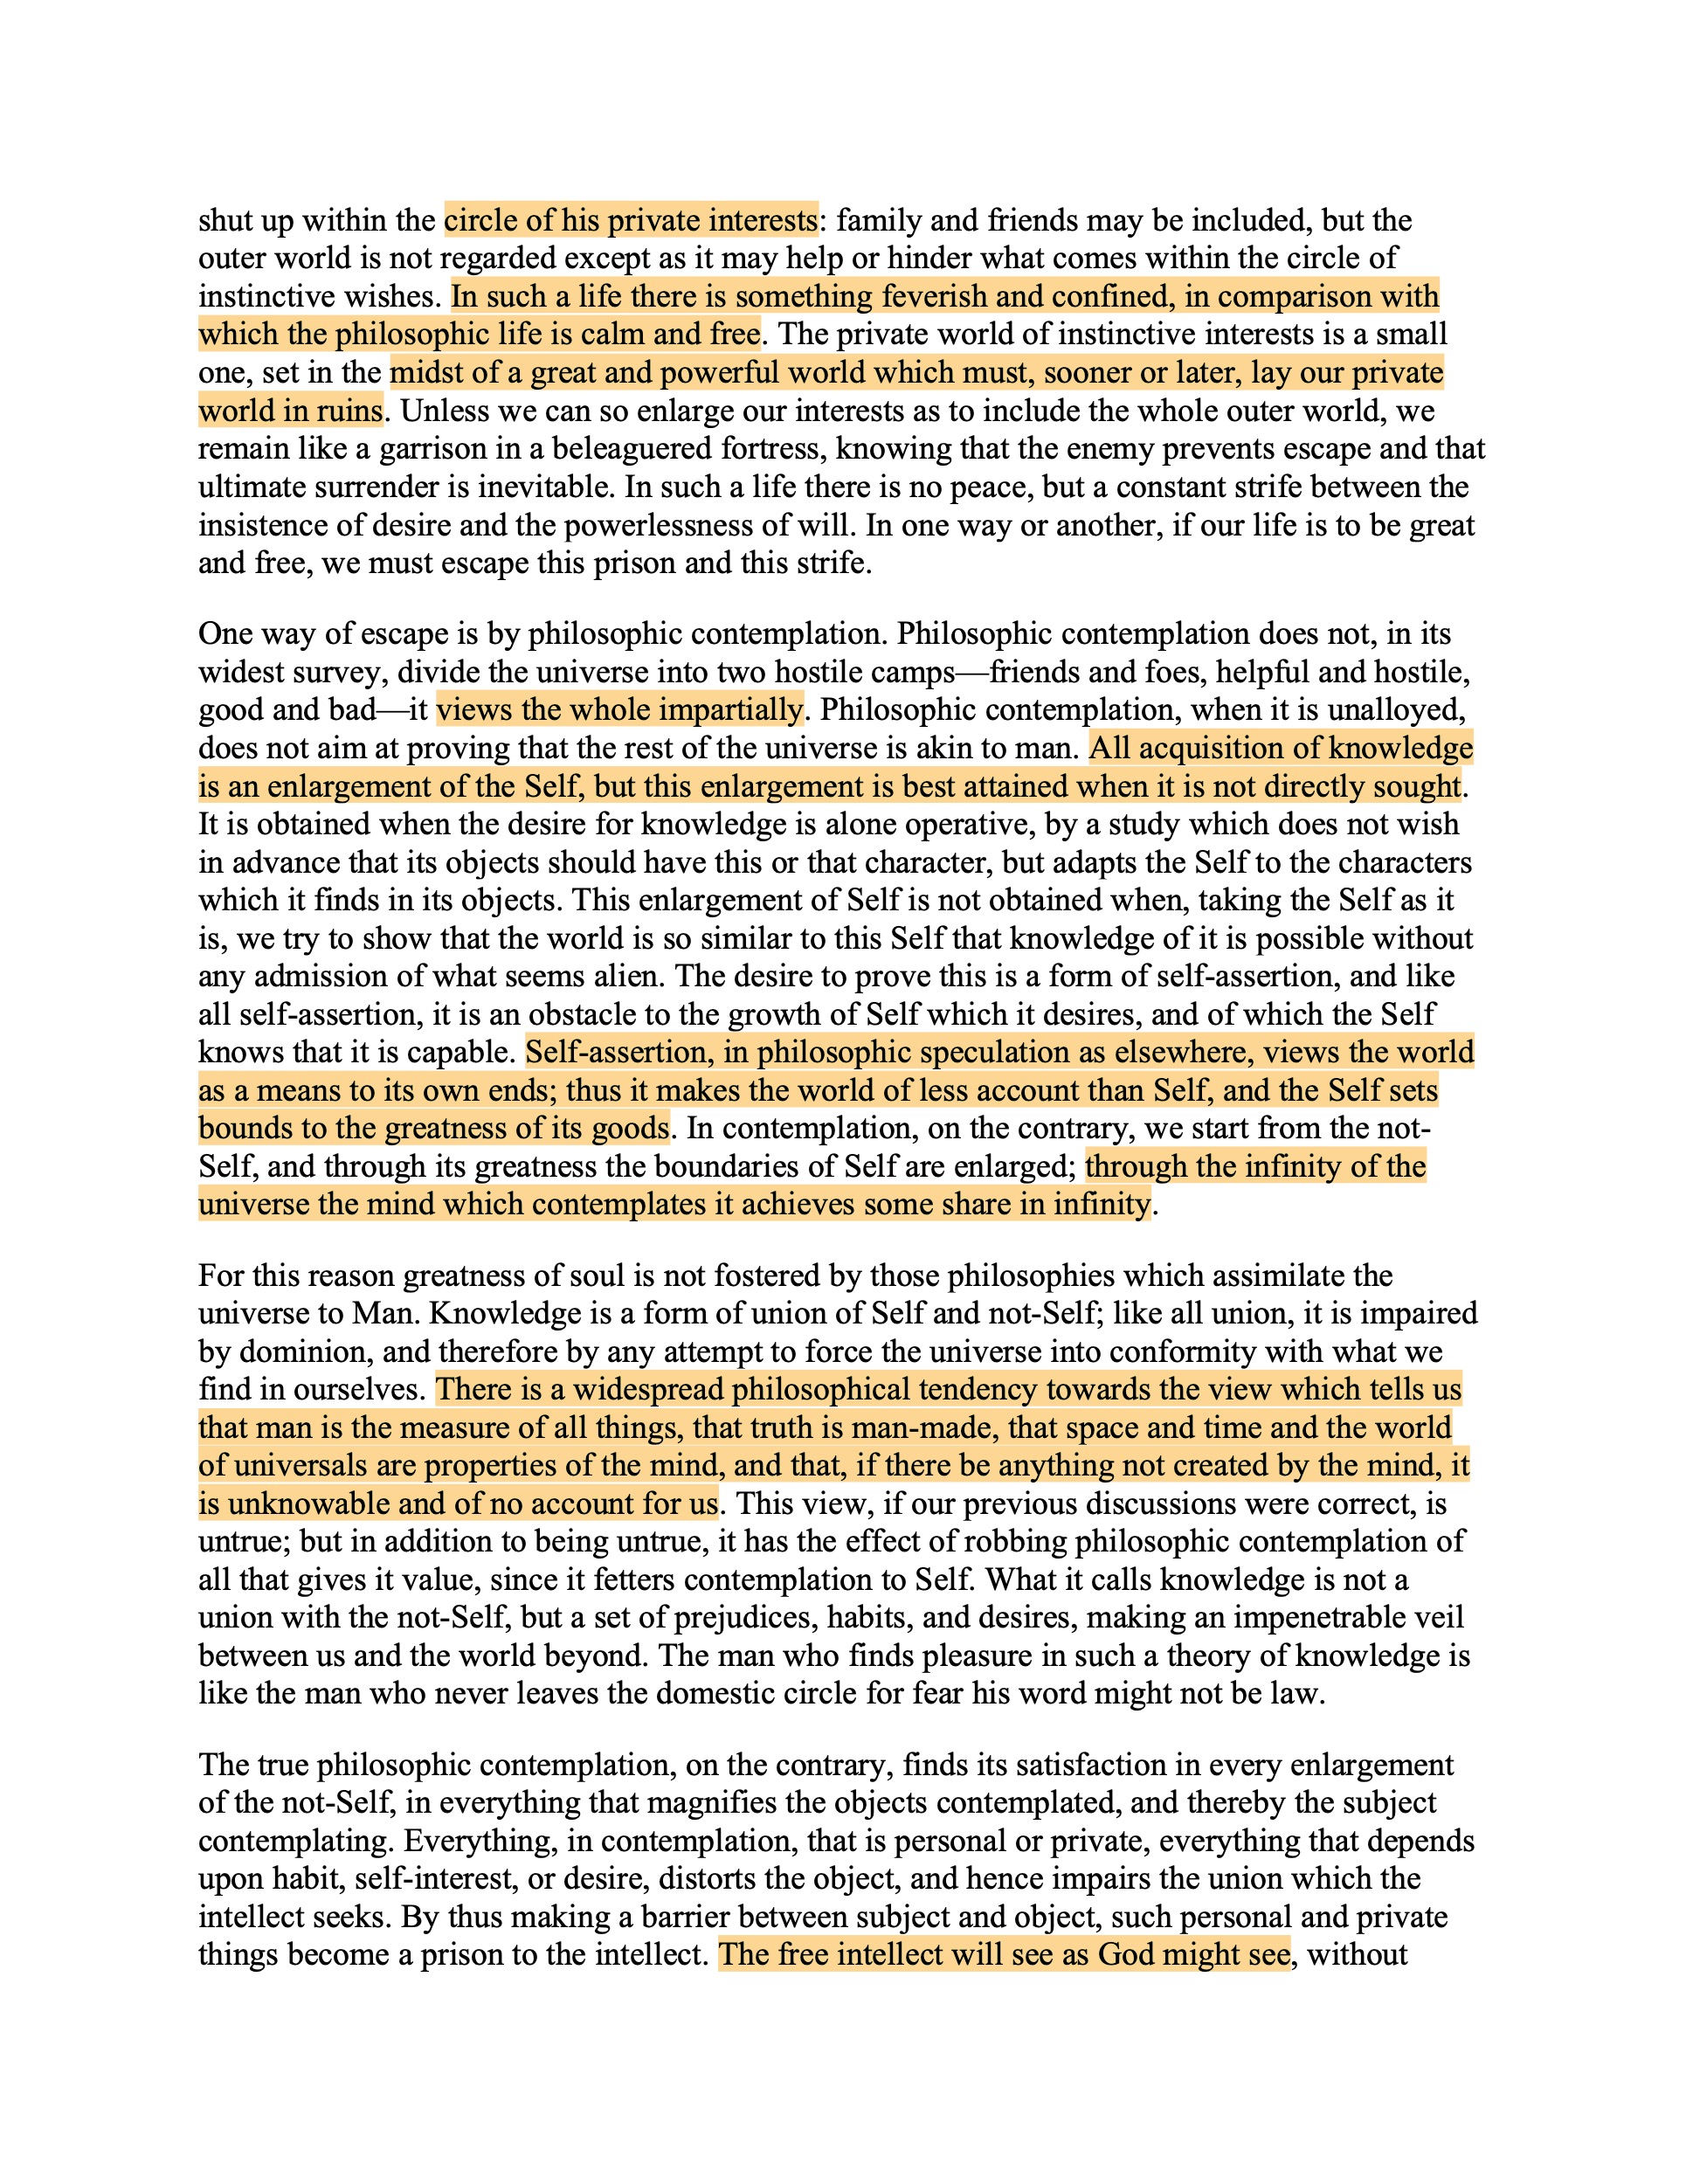 shut up within the circle of his private interests: family and friends may be included, but the
outer world is not regarded except as it may help or hinder what comes within the circle of
instinctive wishes. In such a life there is something feverish and confined, in comparison with
which the philosophic life is calm and free. The private world of instinctive interests is a small
one, set in the midst of a great and powerful world which must, sooner or later, lay our private
world in ruins. Unless we can so enlarge our interests as to include the whole outer world, we
remain like a garrison in a beleaguered fortress, knowing that the enemy prevents escape and that
ultimate surrender is inevitable. In such a life there is no peace, but a constant strife between the
insistence of desire and the powerlessness of will. In one way or another, if our life is to be great
and free, we must escape this prison and this strife.
One way of escape is by philosophic contemplation. Philosophic contemplation does not, in its
widest survey, divide the universe into two hostile camps—friends and foes, helpful and hostile,
good and bad—it views the whole impartially. Philosophic contemplation, when it is unalloyed,
does not aim at proving that the rest of the universe is akin to man. All acquisition of knowledge
is an enlargement of the Self, but this enlargement is best attained when it is not directly sought.
It is obtained when the desire for knowledge is alone operative, by a study which does not wish
in advance that its objects should have this or that character, but adapts the Self to the characters
which it finds in its objects. This enlargement of Self is not obtained when, taking the Self as it
is, we try to show that the world is so similar to this Self that knowledge of it is possible without
any admission of what seems alien. The desire to prove this is a form of self-assertion, and like
all self-assertion, it is an obstacle to the growth of Self which it desires, and of which the Self
knows that it is capable. Self-assertion, in philosophic speculation as elsewhere, views the world
as a means to its own ends; thus it makes the world of less account than Self, and the Self sets
bounds to the greatness of its goods. In contemplation, on the contrary, we start from the not-
Self, and through its greatness the boundaries of Self are enlarged; through the infinity of the
universe the mind which contemplates it achieves some share in infinity.
For this reason greatness of soul is not fostered by those philosophies which assimilate the
universe to Man. Knowledge is a form of union of Self and not-Self; like all union, it is impaired
by dominion, and therefore by any attempt to force the universe into conformity with what we
find in ourselves. There is a widespread philosophical tendency towards the view which tells us
that man is the measure of all things, that truth is man-made, that space and time and the world
of universals are properties of the mind, and that, if there be anything not created by the mind, it
is unknowable and of no account for us. This view, if our previous discussions were correct, is
untrue; but in addition to being untrue, it has the effect of robbing philosophic contemplation of
all that gives it value, since it fetters contemplation to Self. What it calls knowledge is not a
union with the not-Self, but a set of prejudices, habits, and desires, making an impenetrable veil
between us and the world beyond. The man who finds pleasure in such a theory of knowledge is
like the man who never leaves the domestic circle for fear his word might not be law.
The true philosophic contemplation, on the contrary, finds its satisfaction in every enlargement
of the not-Self, in everything that magnifies the objects contemplated, and thereby the subject
contemplating. Everything, in contemplation, that is personal or private, everything that depends
upon habit, self-interest, or desire, distorts the object, and hence impairs the union which the
intellect seeks. By thus making a barrier between subject and object, such personal and private
things become a prison to the intellect. The free intellect will see as God might see, without